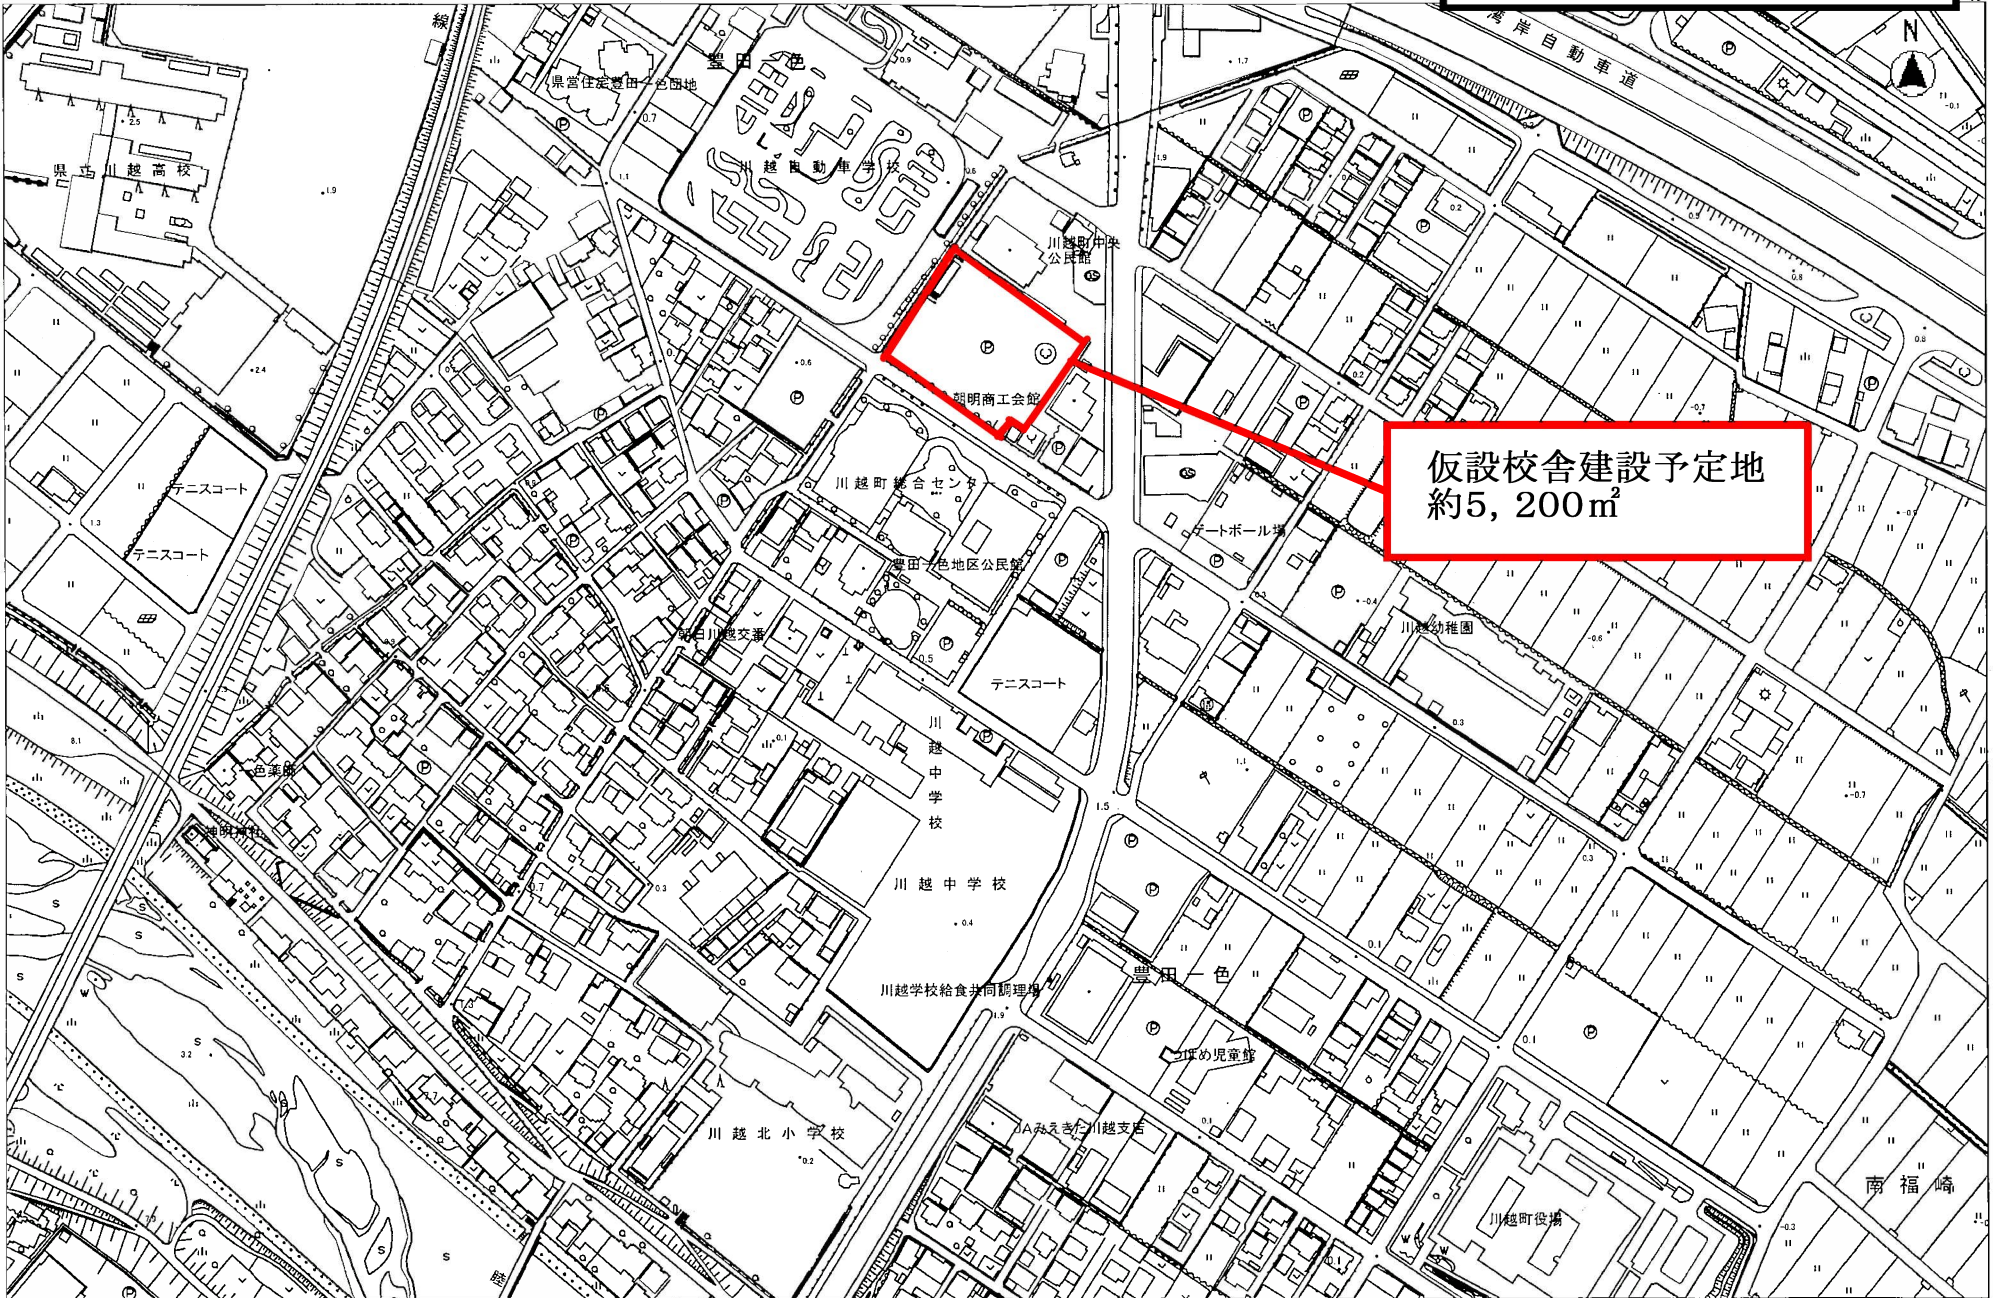 線
湾岸自動車道
N
豊田一色
県営住宅豊田一色団地
県立川越高校
川越自動車学校
川越町中央
公民館
朝明商工会館
仮設校舎建設予定地
約5,200㎡
川越町総合センター
テニスコート
テニスコート
ゲートボール場
豊田一色地区公民館
朝日川越交番
川越幼稚園
テニスコート
川越中学校
一色薬師
神明神社
川越中学校
豊田一色
川越学校給食共同調理場
つばめ児童館
JAみえきた川越支店
川越北小学校
南福崎
川越町役場
睦